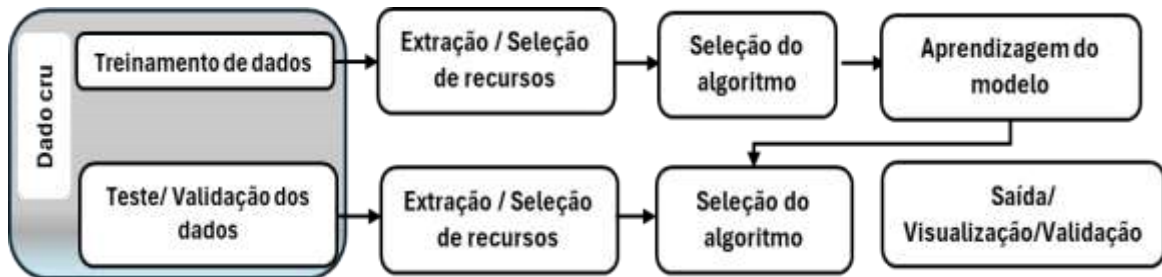 Dado cru
Treinamento de dados
Extração / Seleção
de recursos
Seleção do
algoritmo
Aprendizagem do
modelo
Teste/ Validação dos
dados
Extração / Seleção
de recursos
Seleção do
algoritmo
Saída/
Visualização/Validação